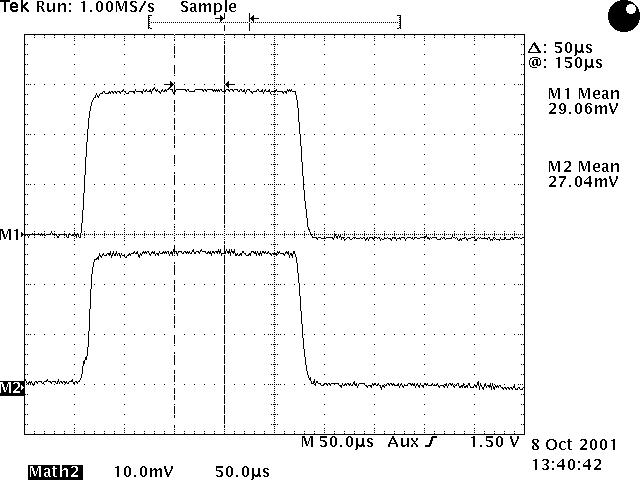 Tek Run: 1.00MS/s Sample
Δ: 50µs
@: 150µs
M1 Mean
29.06mV
M2 Mean
27.04mV
M1
M2
M 50.0µs Aux ƒ 1.50 V
8 Oct 2001
13:40:42
Math2 10.0mV 50.0µs